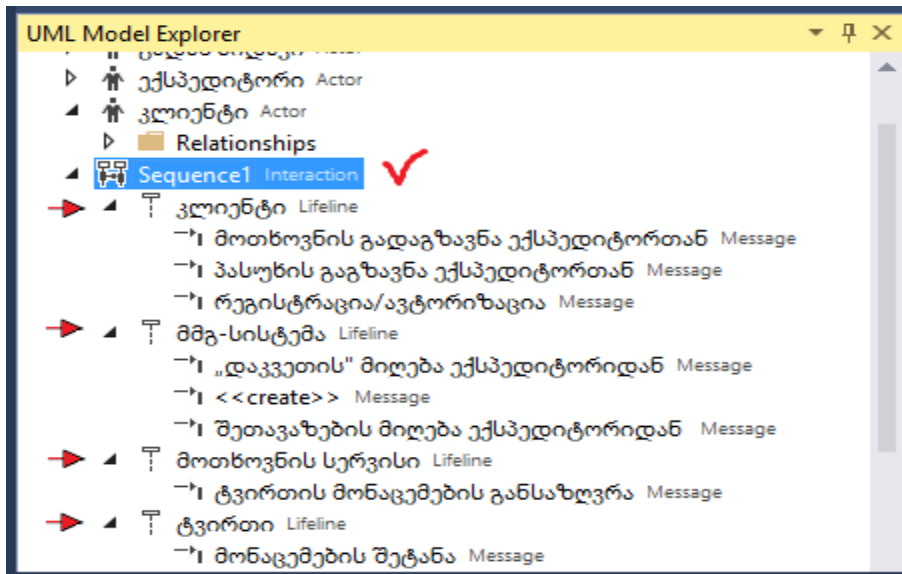 UML Model Explorer
ექსპედიტორი Actor
კლიენტი Actor
Relationships
Sequence1 Interaction
კლიენტი Lifeline
მოთხოვნის გადაგზავნა ექსპედიტორთან Message
პასუხის გაგზავნა ექსპედიტორთან Message
რეგისტრაცია/ავტორიზაცია Message
მმგ-სისტემა Lifeline
„დაკვეთის" მიღება ექსპედიტორიდან Message
<<create>> Message
შეთავაზების მიღება ექსპედიტორიდან Message
მოთხოვნის სერვისი Lifeline
ტვირთის მონაცემების განსაზღვრა Message
ტვირთი Lifeline
მონაცემების შეტანა Message